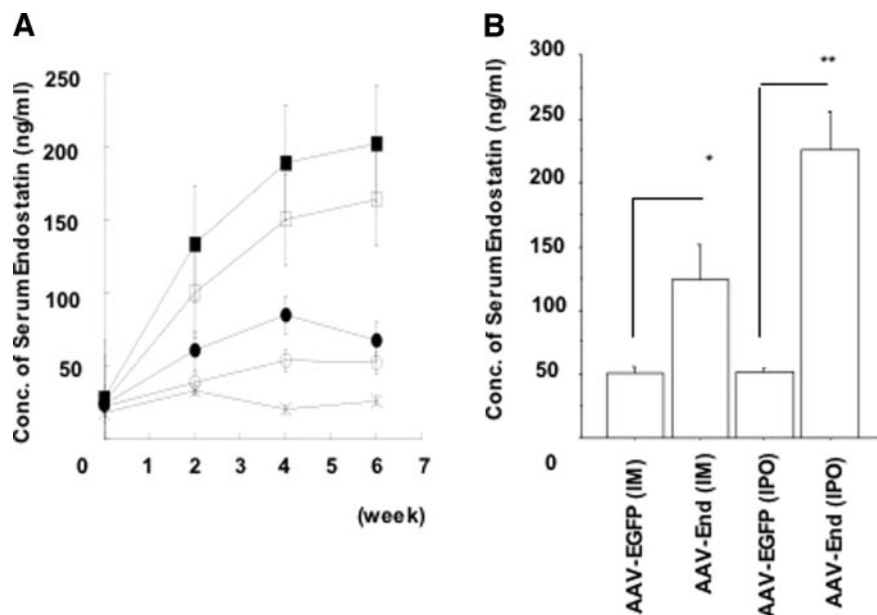 A
Conc. of Serum Endostatin (ng/ml)
250
200
150
100
50
0
1
2
3
4
5
6
7
(week)
B
Conc. of Serum Endostatin (ng/ml)
300
250
200
150
100
50
0
*
**
AAV-EGFP (IM)
AAV-End (IM)
AAV-EGFP (IPO)
AAV-End (IPO)